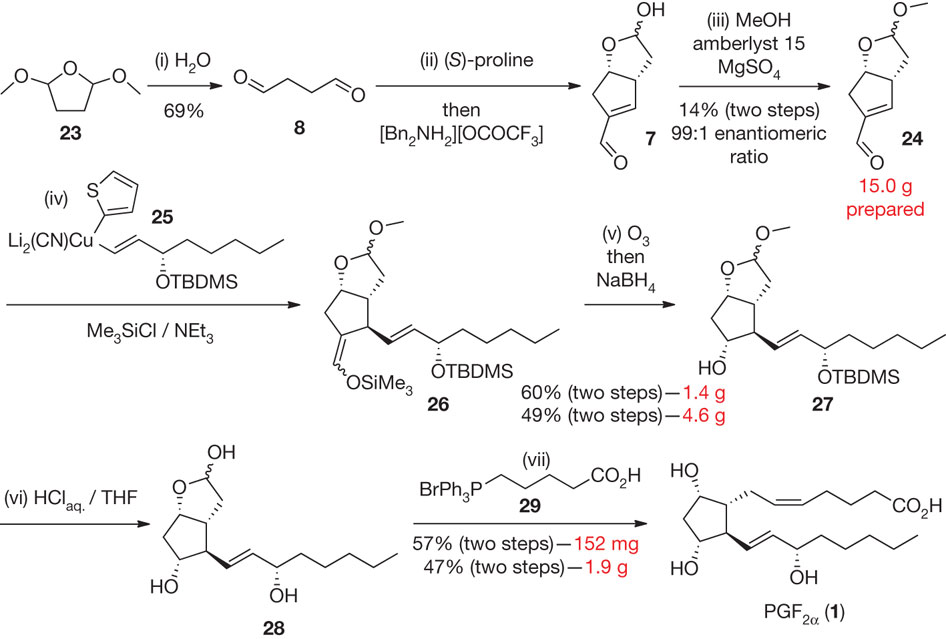 (i) H2O
69%
23
8
(ii) (S)-proline
then
[Bn2NH2][OCOCF3]
OH
O
O
7
(iii) MeOH
amberlyst 15
MgSO4
14% (two steps)
99:1 enantiomeric
ratio
O
O
O
24
15.0 g
prepared
(iv)
S
25
Li2(CN)Cu
OTBDMS
Me3SiCl / NEt3
O
O
OTBDMS
OSiMe3
26
(v) O3
then
NaBH4
60% (two steps)—1.4 g
49% (two steps)—4.6 g
O
O
HO
OTBDMS
27
(vi) HClaq. / THF
OH
O
HO
OH
28
(vii)
BrPh3P
CO2H
29
57% (two steps)—152 mg
47% (two steps)—1.9 g
HO
CO2H
HO
OH
PGF2α (1)